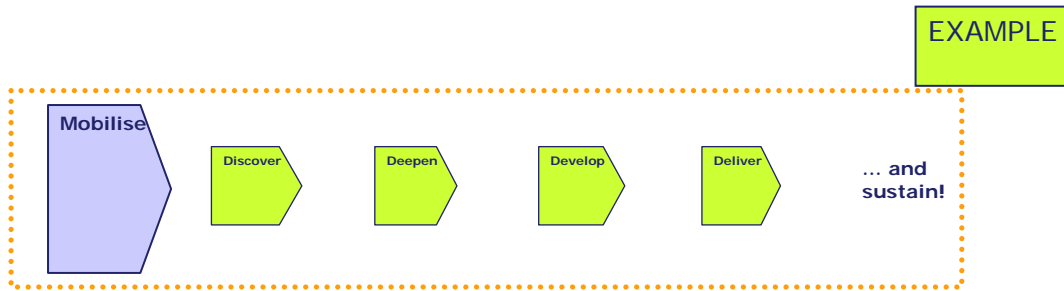 EXAMPLE
Mobilise
Discover
Deepen
Develop
Deliver
... and
sustain!